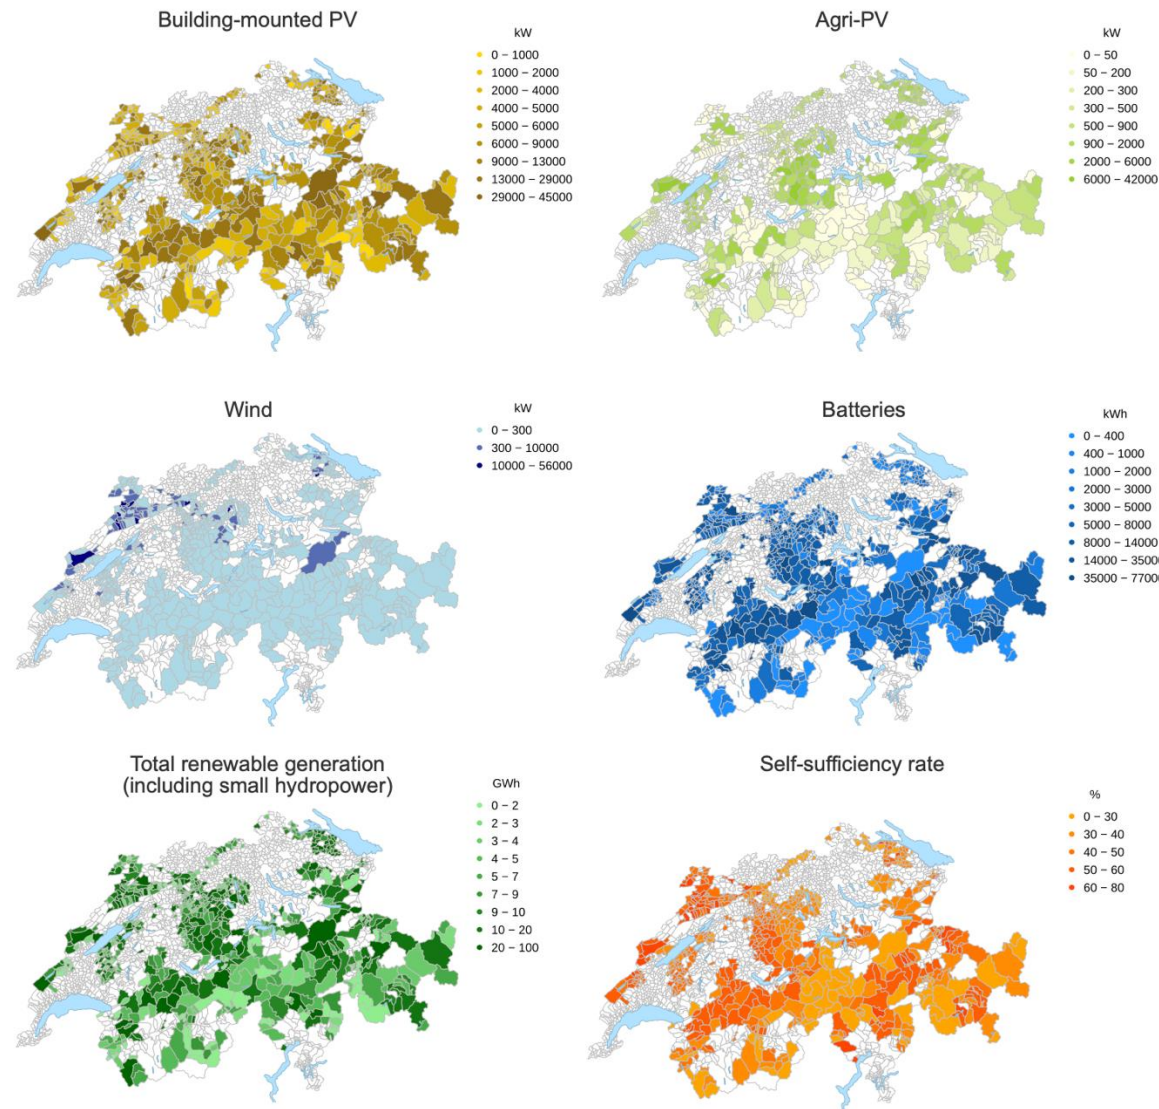 Building-mounted PV
kW
0 – 1000
1000 – 2000
2000 – 4000
4000 – 5000
5000 – 6000
6000 – 9000
9000 – 13000
13000 – 29000
29000 – 45000
Agri-PV
kW
0 – 50
50 – 200
200 – 300
300 – 500
500 – 900
900 – 2000
2000 – 6000
6000 – 42000
Wind
kW
0 – 300
300 – 10000
10000 – 56000
Batteries
kWh
0 – 400
400 – 1000
1000 – 2000
2000 – 3000
3000 – 5000
5000 – 8000
8000 – 14000
14000 – 35000
35000 – 77000
Total renewable generation
(including small hydropower)
GWh
0 – 2
2 – 3
3 – 4
4 – 5
5 – 7
7 – 9
9 – 10
10 – 20
20 – 100
Self-sufficiency rate
%
0 – 30
30 – 40
40 – 50
50 – 60
60 – 80